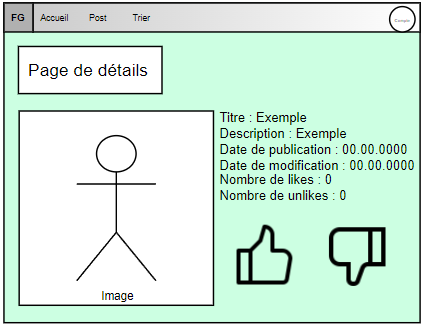 FG Accueil Post Trier Compte
Page de détails
Titre : Exemple
Description : Exemple
Date de publication : 00.00.0000
Date de modification : 00.00.0000
Nombre de likes : 0
Nombre de unlikes : 0
Image